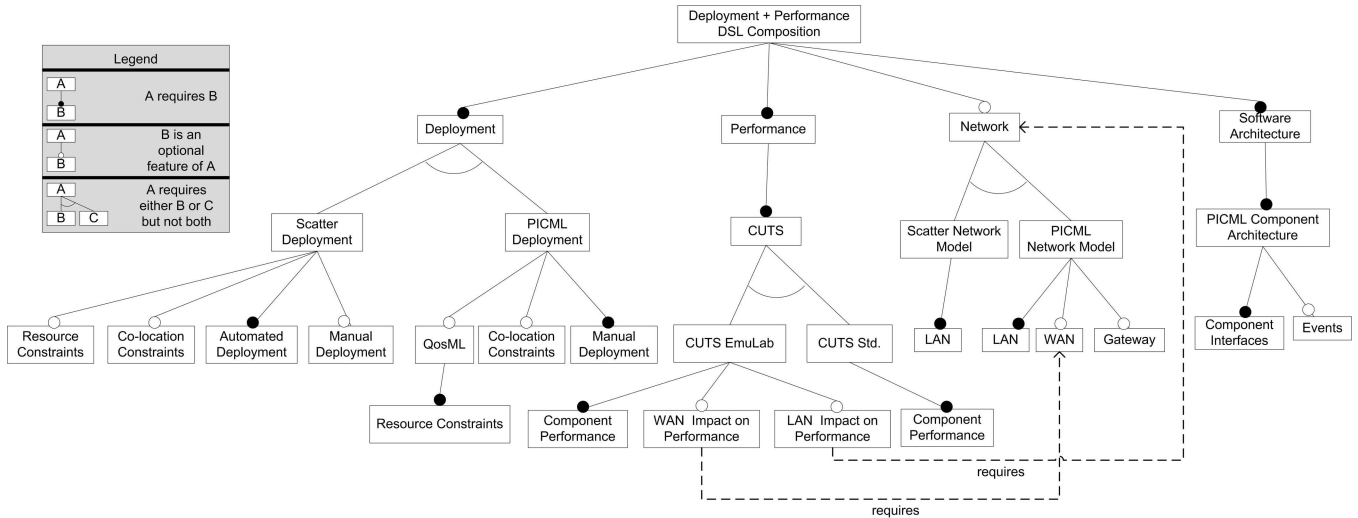 Deployment + Performance
DSL Composition
Legend
A
B
A requires B
A
B
B is an
optional
feature of A
A
B
C
A requires
either B or C
but not both
Deployment
Performance
Network
Software
Architecture
Scatter
Deployment
PICML
Deployment
CUTS
Scatter Network
Model
PICML
Network Model
PICML Component
Architecture
Resource
Constraints
Co-location
Constraints
Automated
Deployment
Manual
Deployment
QosML
Co-location
Constraints
Manual
Deployment
CUTS EmuLab
CUTS Std.
LAN
LAN
WAN
Gateway
Component
Interfaces
Events
Resource Constraints
Component
Performance
WAN Impact on
Performance
LAN Impact on
Performance
Component
Performance
requires
requires